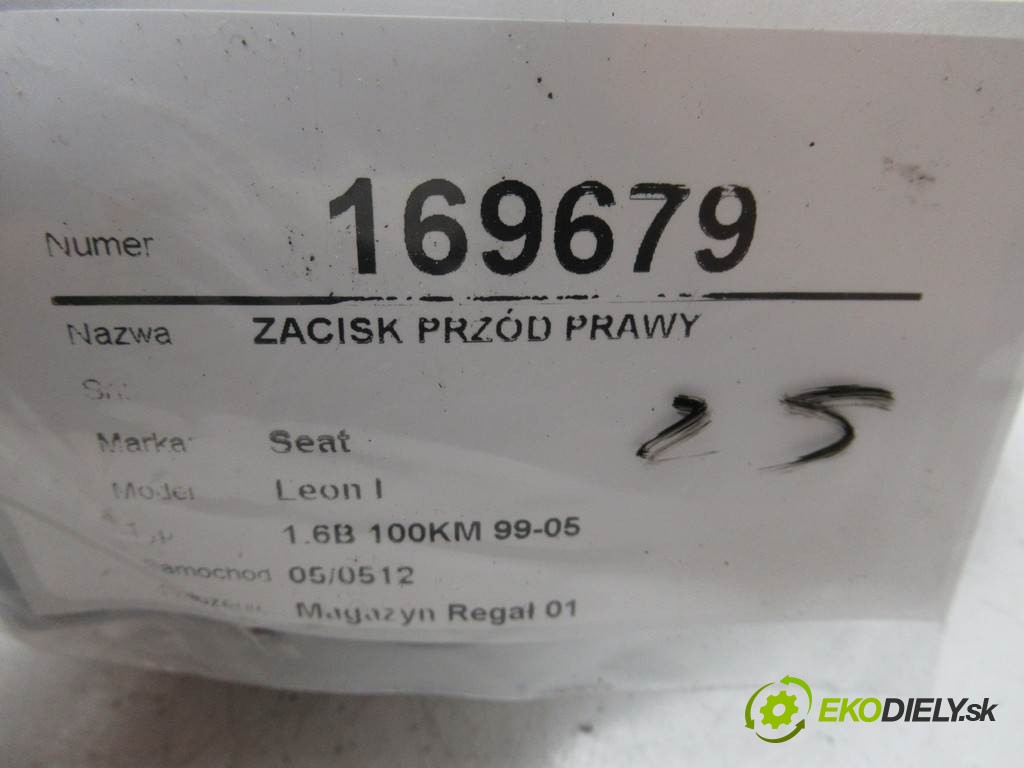 Numer 169679
Nazwa ZACISK PRZÓD PRAWY
25
Marka: Seat
Model Leon I
1.6B 100KM 99-05
Samochod 05/0512
Magazyn Regał 01
EKODIELY.sk